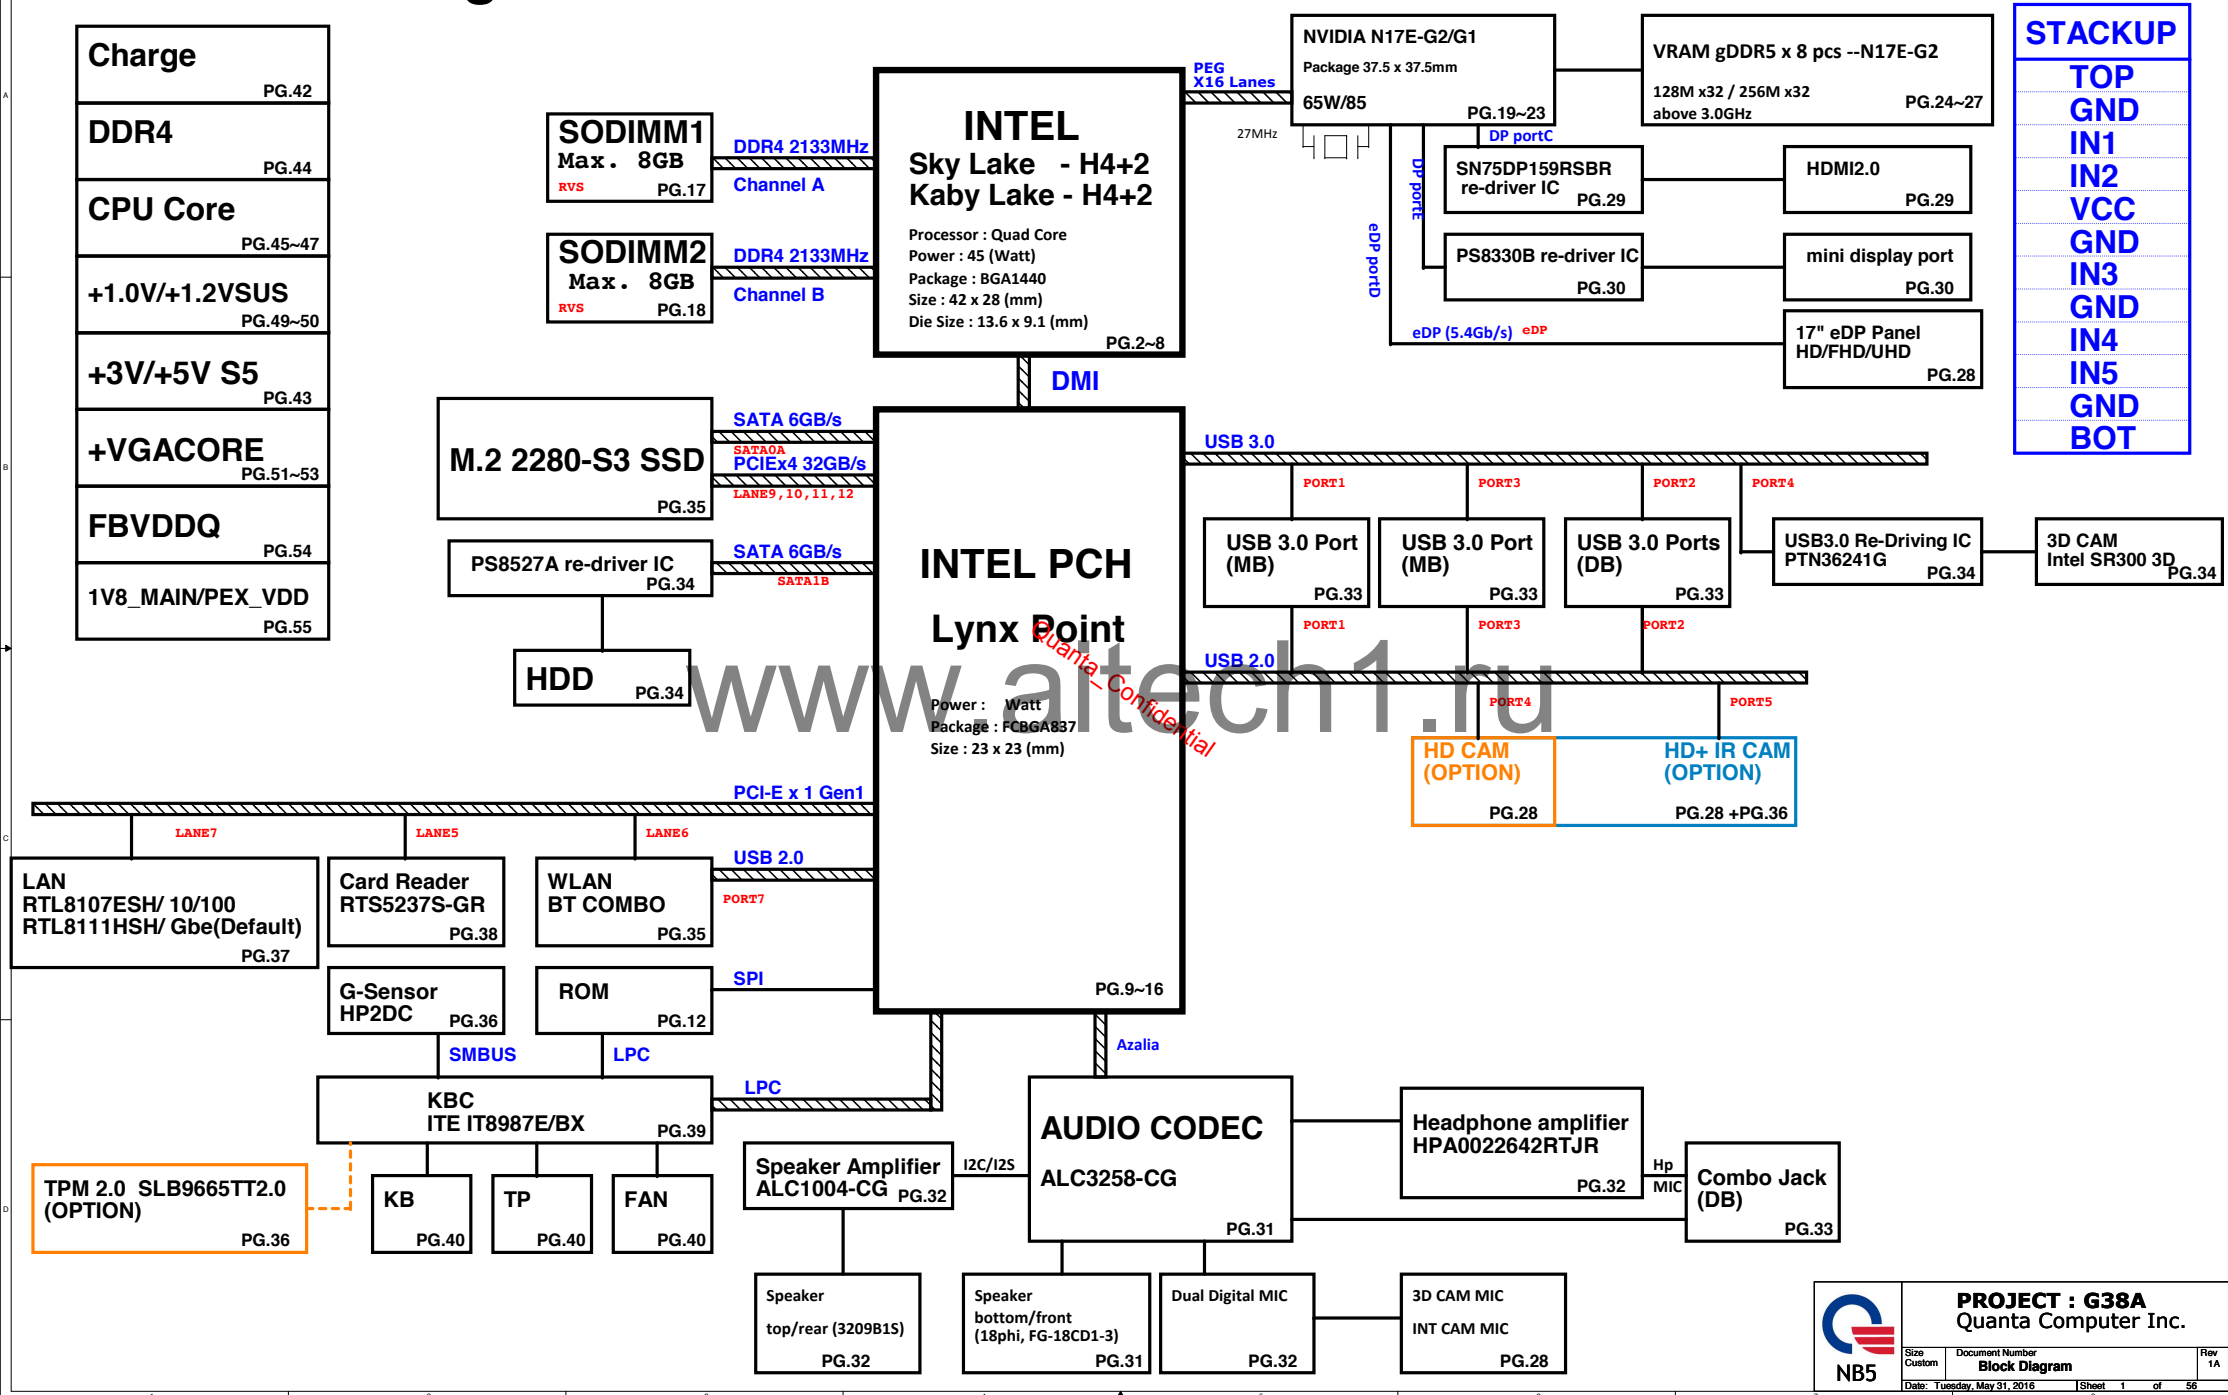 g
Charge
PG.42
DDR4
PG.44
CPU Core
PG.45~47
+1.0V/+1.2VSUS
PG.49~50
+3V/+5V S5
PG.43
+VGACORE
PG.51~53
FBVDDQ
PG.54
1V8_MAIN/PEX_VDD
PG.55
SODIMM1
Max. 8GB
RVS
PG.17
DDR4 2133MHz
Channel A
SODIMM2
Max. 8GB
RVS
PG.18
DDR4 2133MHz
Channel B
INTEL
Sky Lake - H4+2
Kaby Lake - H4+2
Processor : Quad Core
Power : 45 (Watt)
Package : BGA1440
Size : 42 x 28 (mm)
Die Size : 13.6 x 9.1 (mm)
PG.2~8
PEG
X16 Lanes
NVIDIA N17E-G2/G1
Package 37.5 x 37.5mm
65W/85
PG.19~23
27MHz
VRAM gDDR5 x 8 pcs --N17E-G2
128M x32 / 256M x32
above 3.0GHz
PG.24~27
DP portC
DP portE
eDP portD
SN75DP159RSBR
re-driver IC
PG.29
HDMI2.0
PG.29
PS8330B re-driver IC
PG.30
mini display port
PG.30
eDP (5.4Gb/s)
eDP
17" eDP Panel
HD/FHD/UHD
PG.28
STACKUP
TOP
GND
IN1
IN2
VCC
GND
IN3
GND
IN4
IN5
GND
BOT
DMI
M.2 2280-S3 SSD
PG.35
SATA 6GB/s
SATA0A
PCIEx4 32GB/s
LANE9,10,11,12
PS8527A re-driver IC
PG.34
SATA 6GB/s
SATA1B
HDD
PG.34
INTEL PCH
Lynx Point
Power : Watt
Package : FCBGA837
Size : 23 x 23 (mm)
PG.9~16
Quanta_Confidential
www.aitech1.ru
USB 3.0
PORT1
PORT3
PORT2
PORT4
USB 3.0 Port
(MB)
PG.33
USB 3.0 Port
(MB)
PG.33
USB 3.0 Ports
(DB)
PG.33
USB3.0 Re-Driving IC
PTN36241G
PG.34
3D CAM
Intel SR300 3D
PG.34
PORT1
PORT3
PORT2
USB 2.0
PORT4
PORT5
HD CAM
(OPTION)
PG.28
HD+ IR CAM
(OPTION)
PG.28 +PG.36
PCI-E x 1 Gen1
LANE7
LANE5
LANE6
LAN
RTL8107ESH/ 10/100
RTL8111HSH/ Gbe(Default)
PG.37
Card Reader
RTS5237S-GR
PG.38
WLAN
BT COMBO
PG.35
USB 2.0
PORT7
G-Sensor
HP2DC
PG.36
ROM
PG.12
SPI
SMBUS
LPC
KBC
ITE IT8987E/BX
PG.39
LPC
TPM 2.0 SLB9665TT2.0
(OPTION)
PG.36
KB
PG.40
TP
PG.40
FAN
PG.40
Azalia
AUDIO CODEC
ALC3258-CG
PG.31
Speaker Amplifier
ALC1004-CG
PG.32
I2C/I2S
Headphone amplifier
HPA0022642RTJR
PG.32
Hp
MIC
Combo Jack
(DB)
PG.33
Speaker
top/rear (3209B1S)
PG.32
Speaker
bottom/front
(18phi, FG-18CD1-3)
PG.31
Dual Digital MIC
PG.32
3D CAM MIC
INT CAM MIC
PG.28
NB5
PROJECT : G38A
Quanta Computer Inc.
Size
Custom
Document Number
Block Diagram
Rev
1A
Date: Tuesday, May 31, 2016
Sheet 1 of 56
A
B
C
D